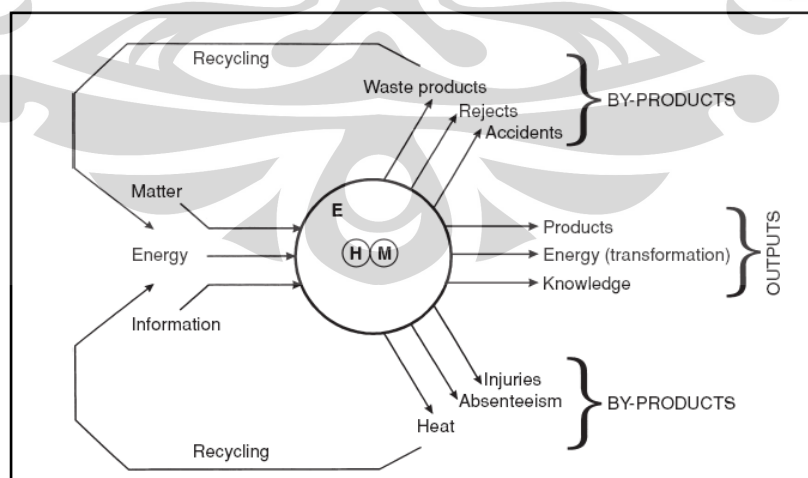 Recycling
Waste products
Rejects
Accidents
BY-PRODUCTS
Matter
E
Products
H M
Energy
Energy (transformation)
OUTPUTS
Knowledge
Information
Injuries
Absenteeism
BY-PRODUCTS
Heat
Recycling